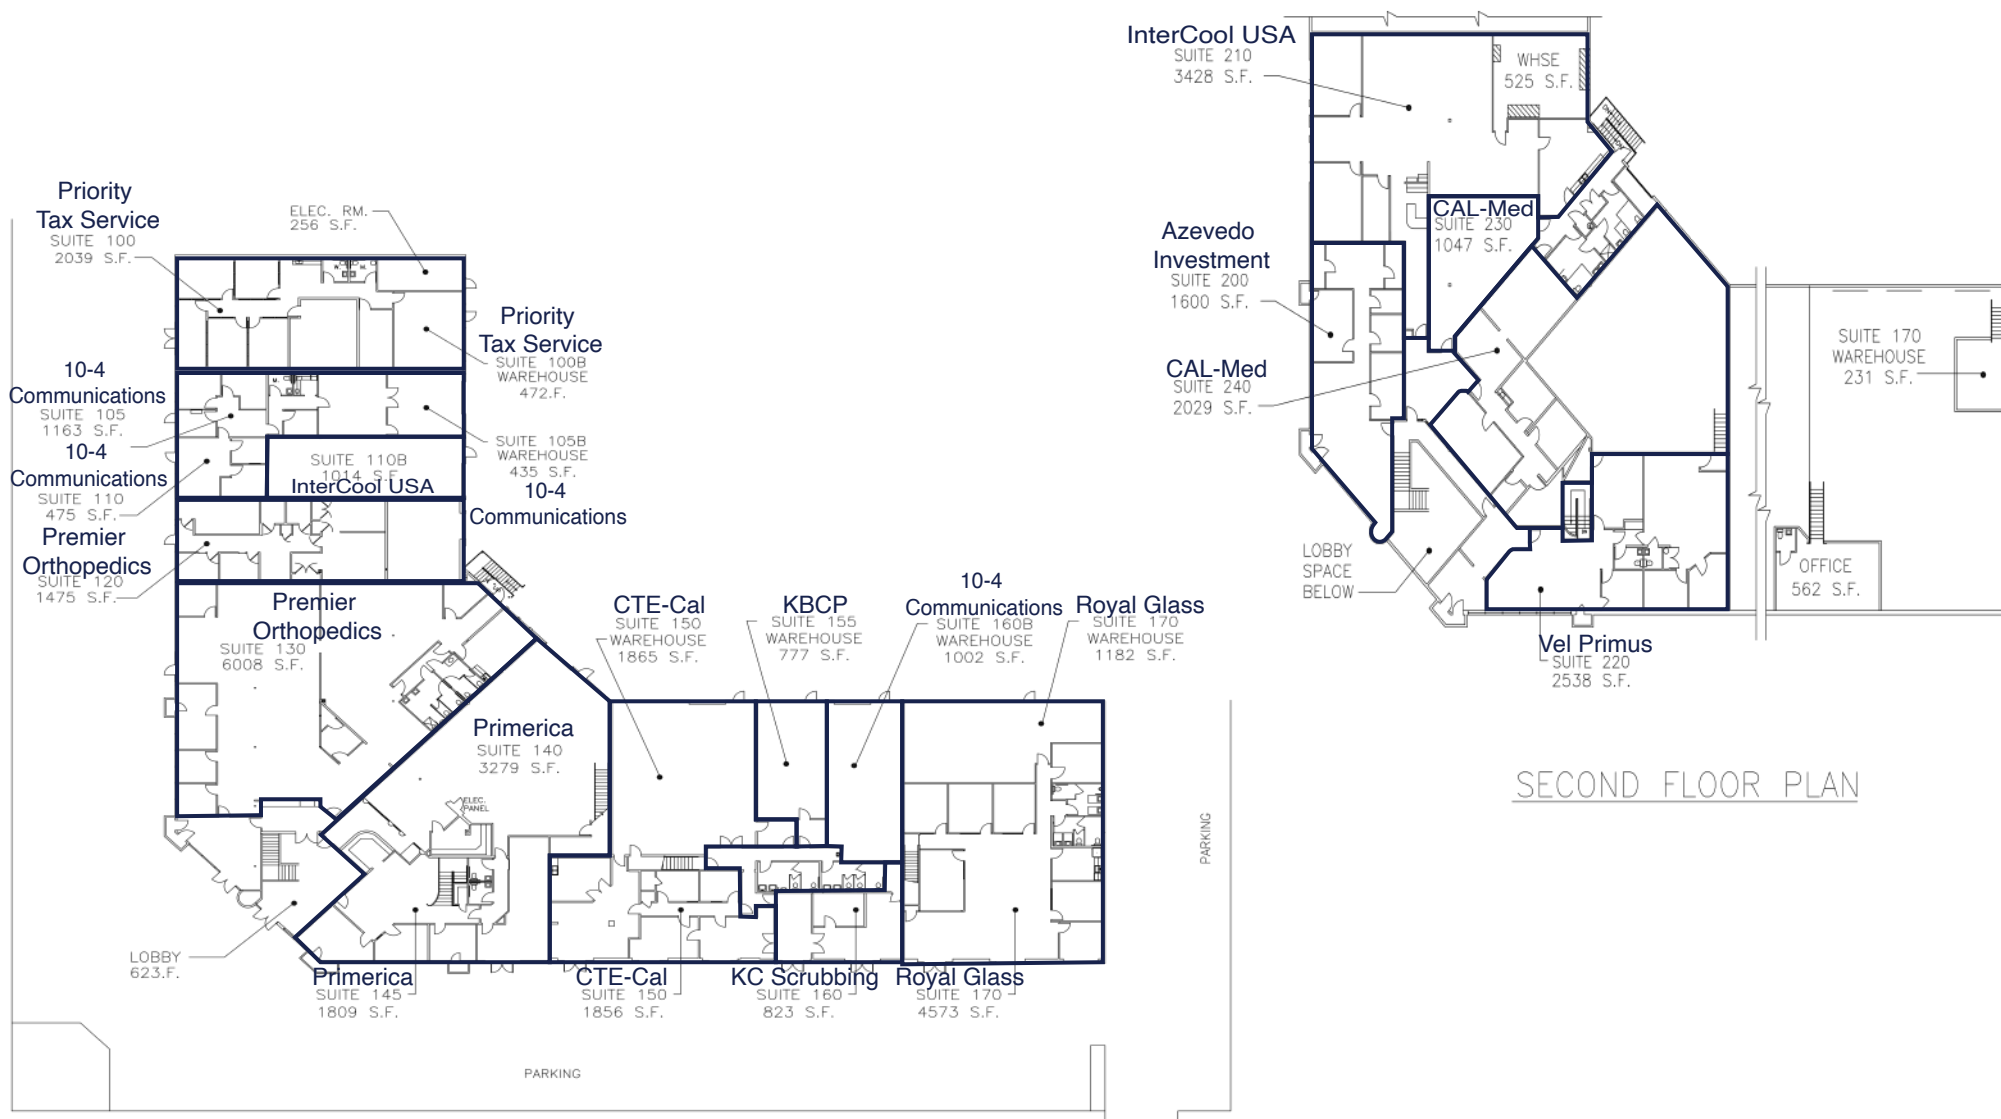 Priority
Tax Service
SUITE 100
2039 S.F.
ELEC. RM.
256 S.F.
Priority
Tax Service
SUITE 100B
WAREHOUSE
472.F.
10-4
Communications
SUITE 105
1163 S.F.
10-4
Communications
SUITE 110
475 S.F.
SUITE 105B
WAREHOUSE
435 S.F.
10-4
Communications
SUITE 110B
1014 S.F.
InterCool USA
Premier
Orthopedics
SUITE 120
1475 S.F.
Premier
Orthopedics
SUITE 130
6008 S.F.
Primerica
SUITE 140
3279 S.F.
ELEC.
PANEL
CTE-Cal
SUITE 150
WAREHOUSE
1865 S.F.
KBCP
SUITE 155
WAREHOUSE
777 S.F.
10-4
Communications
SUITE 160B
WAREHOUSE
1002 S.F.
Royal Glass
SUITE 170
WAREHOUSE
1182 S.F.
LOBBY
623.F.
Primerica
SUITE 145
1809 S.F.
CTE-Cal
SUITE 150
1856 S.F.
KC Scrubbing
SUITE 160
823 S.F.
Royal Glass
SUITE 170
4573 S.F.
PARKING
PARKING
InterCool USA
SUITE 210
3428 S.F.
WHSE
525 S.F.
CAL-Med
SUITE 230
1047 S.F.
Azevedo
Investment
SUITE 200
1600 S.F.
CAL-Med
SUITE 240
2029 S.F.
SUITE 170
WAREHOUSE
231 S.F.
LOBBY
SPACE
BELOW
OFFICE
562 S.F.
Vel Primus
SUITE 220
2538 S.F.
SECOND FLOOR PLAN